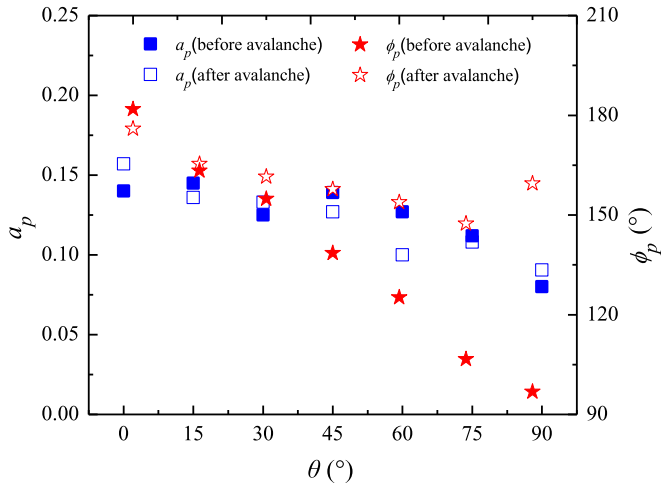 a_p(before avalanche) ϕ_p(before avalanche)
a_p(after avalanche) ϕ_p(after avalanche)
0.25
0.20
0.15
0.10
0.05
0.00
a_p
210
180
150
120
90
ϕ_p (°)
0 15 30 45 60 75 90
θ (°)